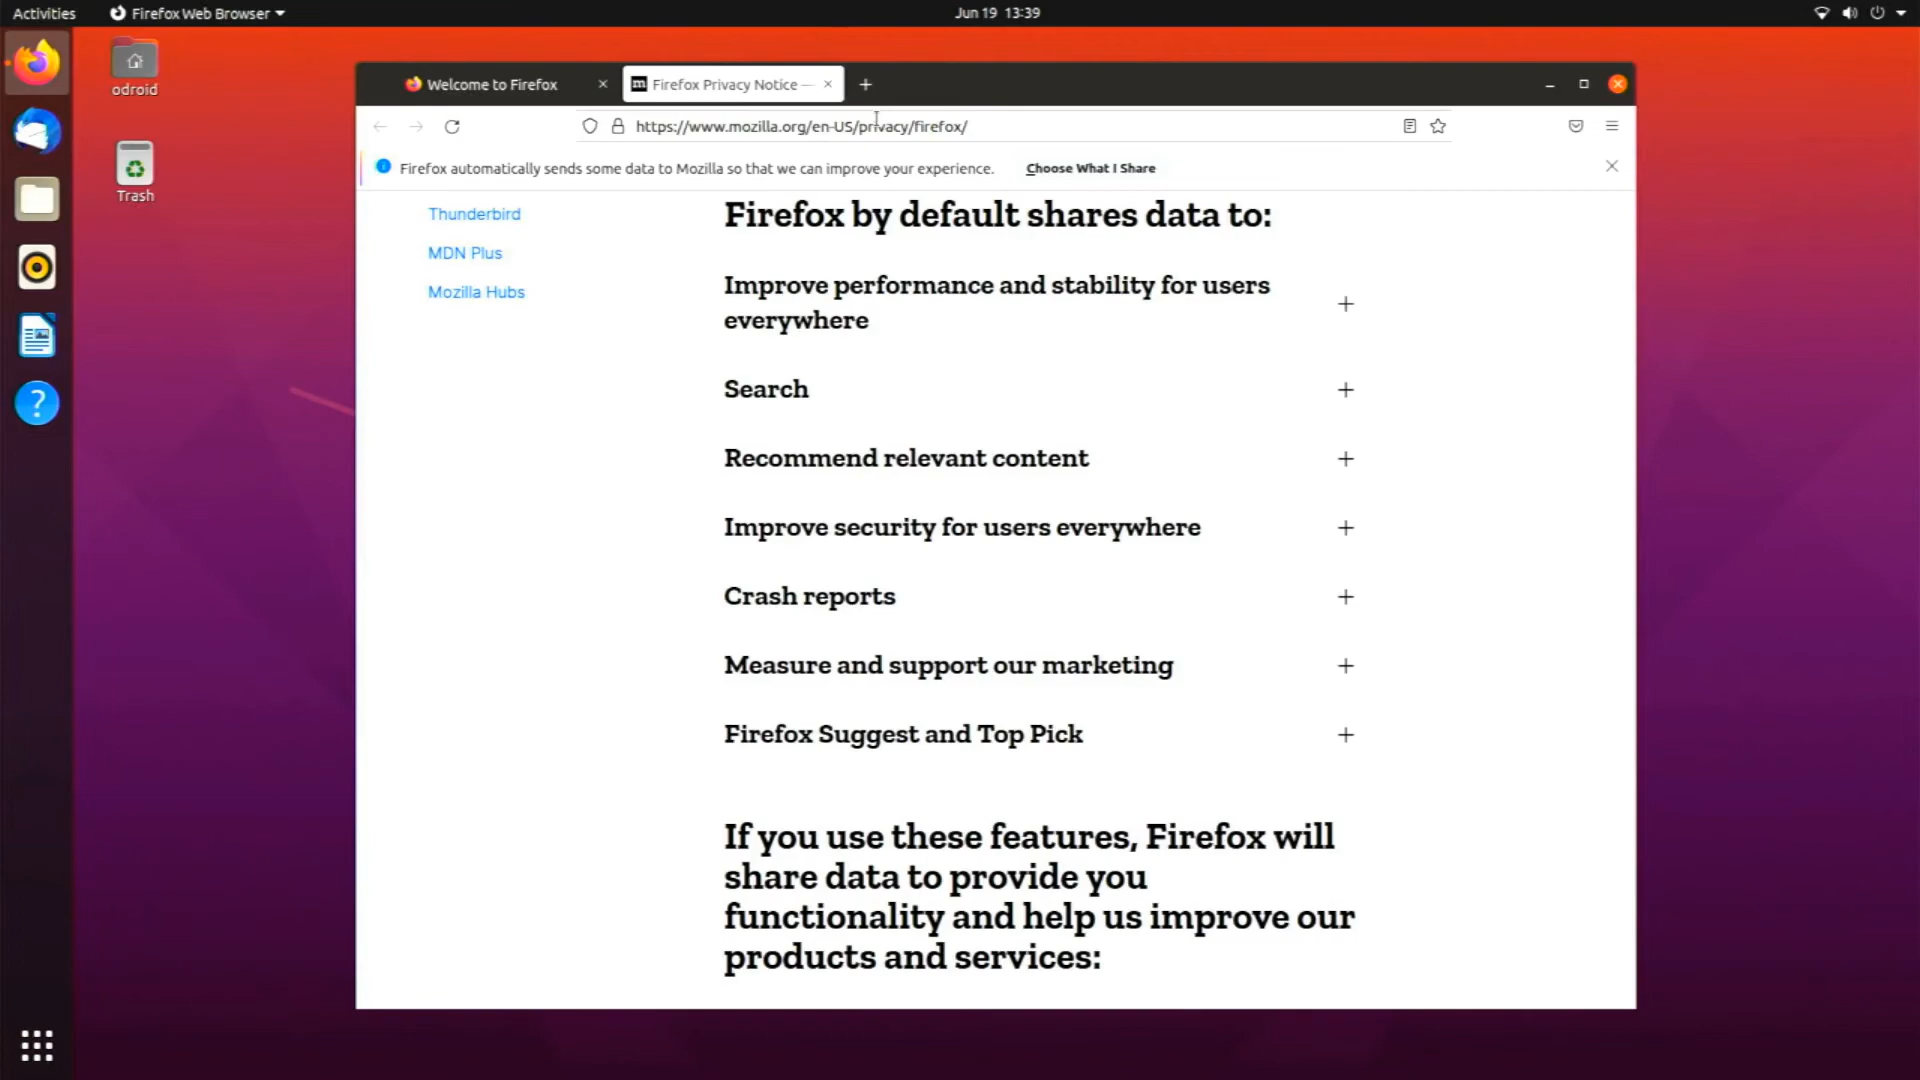 Activities
Firefox Web Browser
Jun 19 13:39
odroid
Trash
Welcome to Firefox
Firefox Privacy Notice —
https://www.mozilla.org/en-US/privacy/firefox/
Firefox automatically sends some data to Mozilla so that we can improve your experience.
Choose What I Share
Thunderbird
MDN Plus
Mozilla Hubs
Firefox by default shares data to:
Improve performance and stability for users
everywhere
Search
Recommend relevant content
Improve security for users everywhere
Crash reports
Measure and support our marketing
Firefox Suggest and Top Pick
If you use these features, Firefox will
share data to provide you
functionality and help us improve our
products and services: